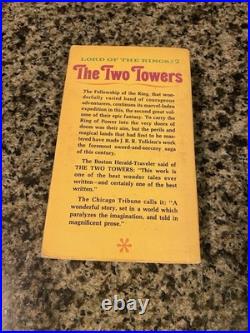 LORD OF THE RINGS/2
The Two Towers
The Fellowship of the Ring, that won-
derfully varied band of courageous
adventurers, continues its marvel-laden
expedition in this, the second great vol-
ume of their epic fantasy. To carry the
Ring of Power into the very doors of
doom was their aim, but the perils and
magical lands that had first to be mas-
tered have made J. R. R. Tolkien's work
the foremost sword-and-sorcery saga
of this century.
The Boston Herald-Traveler said of
THE TWO TOWERS: "This work is
one of the best wonder tales ever
written—and certainly one of the best
written."
The Chicago Tribune calls it: "A
wonderful story, set in a world which
paralyzes the imagination, and told in
magnificent prose."